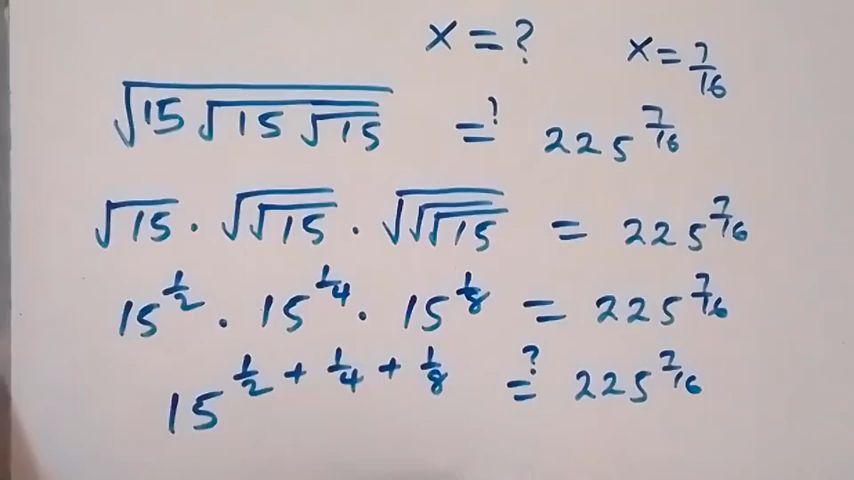 x = ? x = 7/16
√(15√(15√15)) ≟ 225^(7/16)
√15 · √√15 · √√√15 = 225^(7/16)
15^(1/2) · 15^(1/4) · 15^(1/8) = 225^(7/16)
15^(1/2 + 1/4 + 1/8) ≟ 225^(7/16)